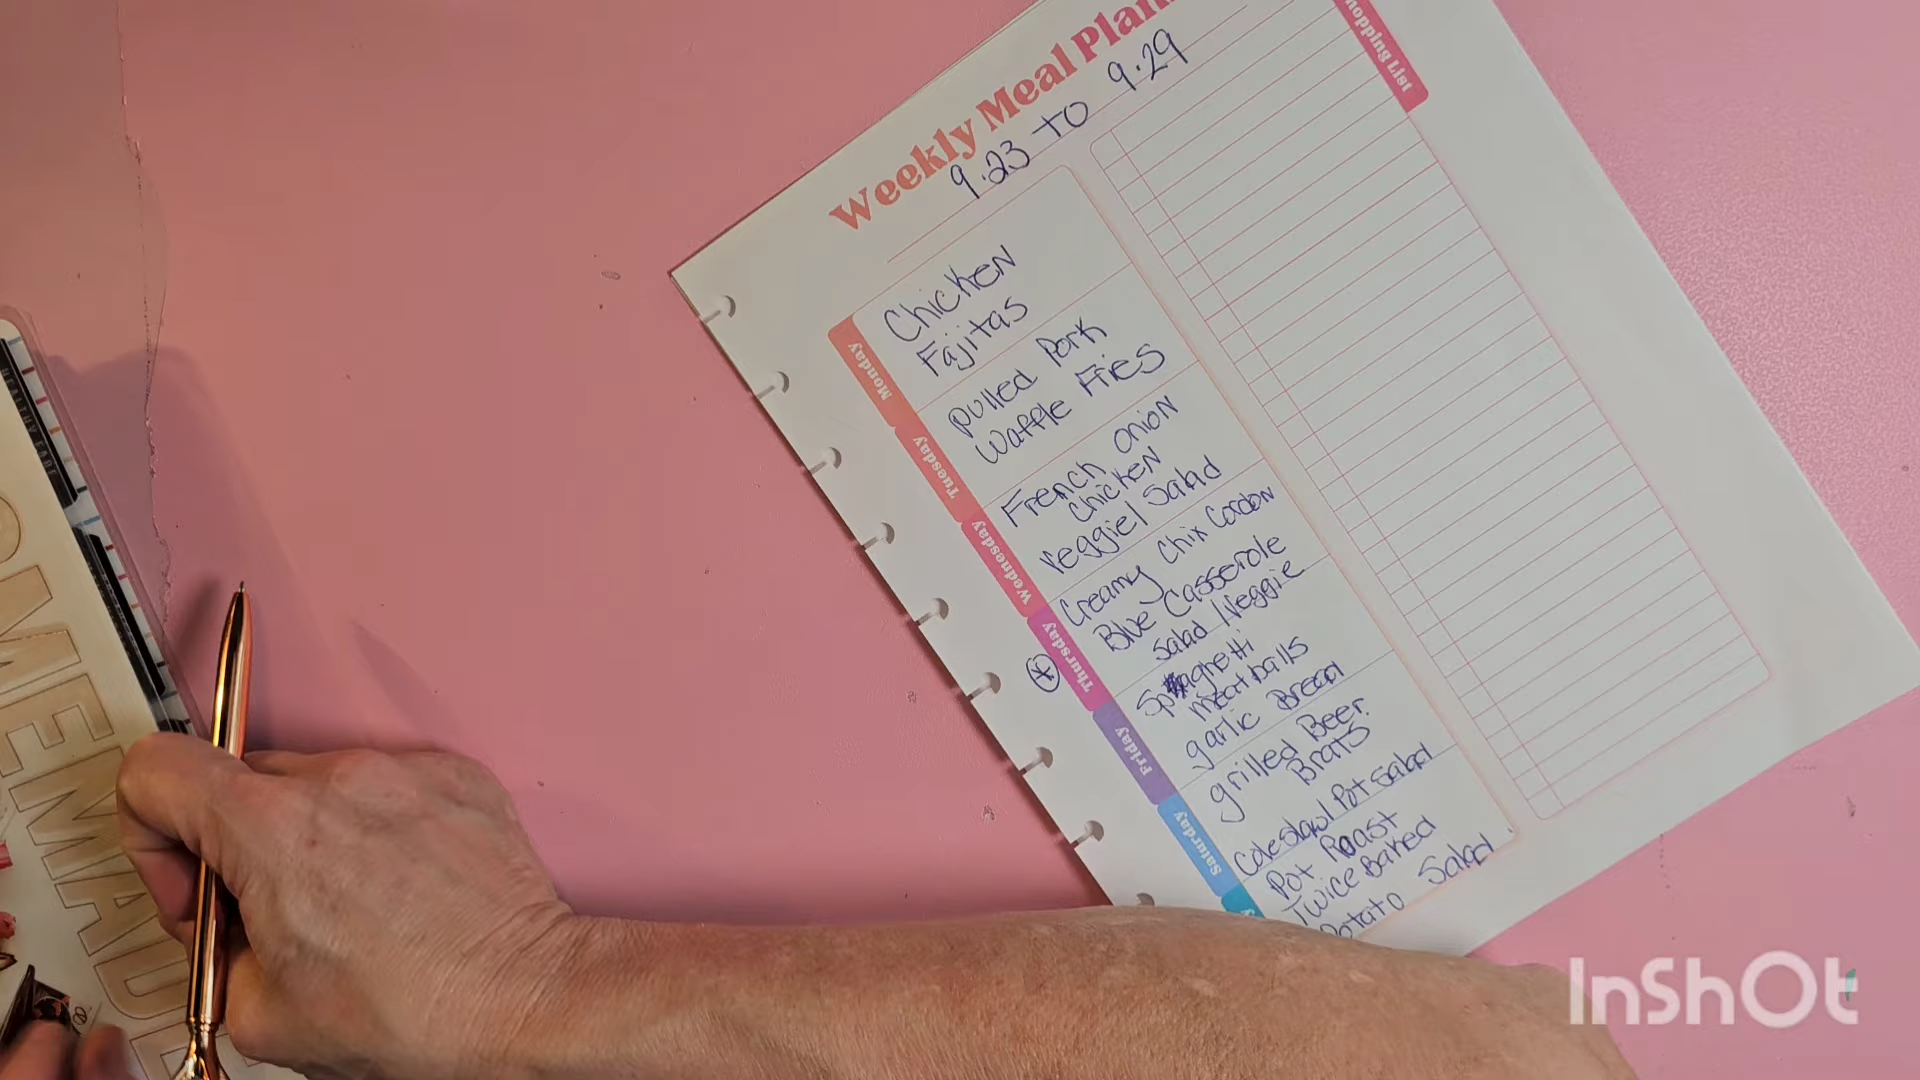 Weekly Meal Plan
9.23 to 9.29
Shopping List
Monday
Chicken
Fajitas
Tuesday
pulled Pork
Waffle Fries
Wednesday
French Onion
Chicken
Veggie/ Salad
Thursday
Creamy Chix Cordon
Blue Casserole
Salad /Veggie
Friday
Spaghetti
meatballs
garlic Bread
Saturday
grilled Beer
Brats
Coleslaw/ Pot Salad
Pot Roast
Twice Baked
Potato Salad
HOMEMADE
InShOt